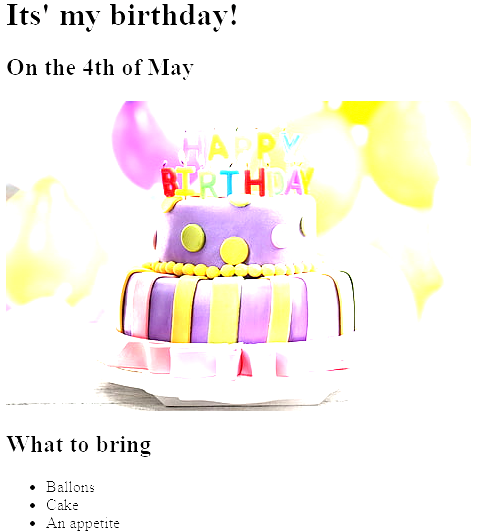 Its' my birthday!
On the 4th of May
HAPPY
BIRTHDAY
What to bring
Ballons
Cake
An appetite